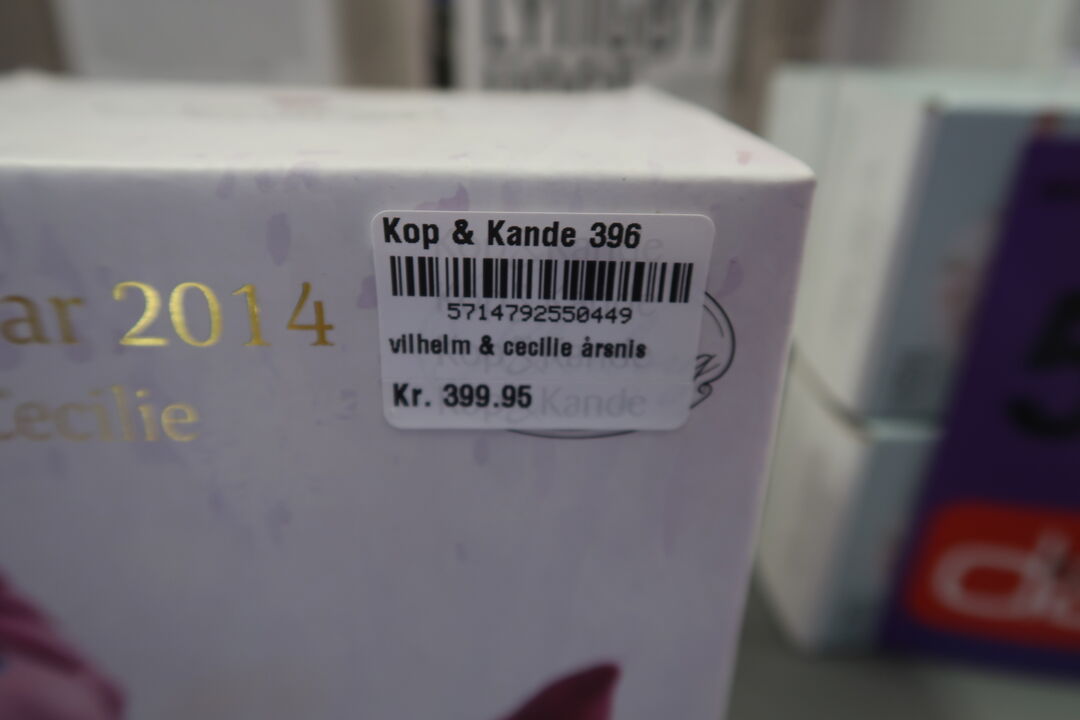 Kop & Kande 396
5714792550449
vilhelm & cecilie årsnis
Kr. 399.95
ar 2014
Cecilie